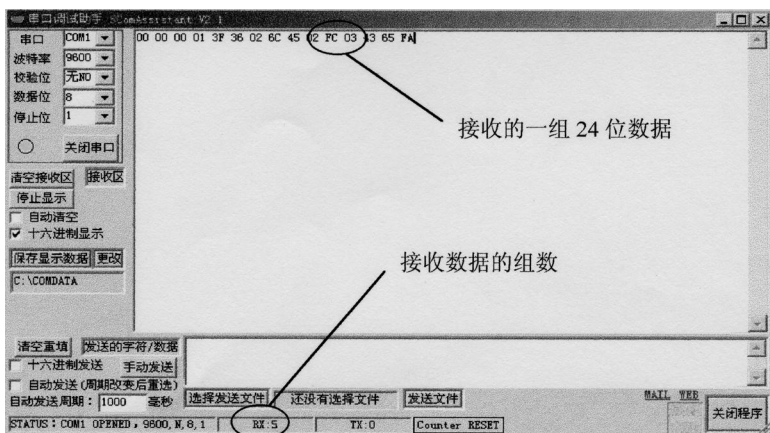 串口调试助手 SComAssistant V2.1
串口 COM1
00 00 00 01 3F 36 02 6C 45 02 FC 03 43 65 FA
波特率 9600
校验位 无NO
数据位 8
停止位 1
关闭串口
接收的一组 24 位数据
清空接收区 接收区
停止显示
自动清空
十六进制显示
保存显示数据 更改
C:\COMDATA
接收数据的组数
清空重填 发送的字符/数据
十六进制发送 手动发送
自动发送(周期改变后重选)
自动发送周期: 1000 毫秒 选择发送文件 还没有选择文件 发送文件 MAIL WEB
关闭程序
STATUS:COM1 OPENED,9600,N,8,1 RX:5 TX:0 Counter RESET